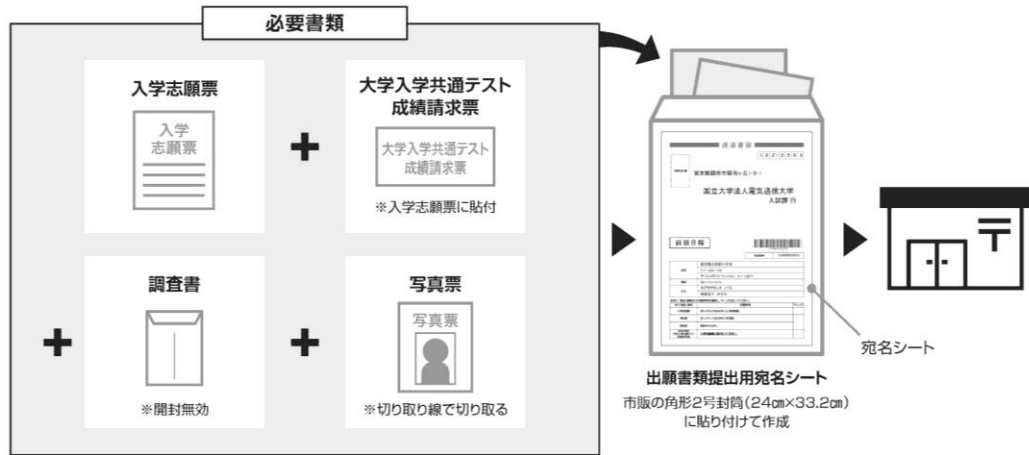 必要書類
入学志願票
入学
志願票
大学入学共通テスト
成績請求票
大学入学共通テスト
成績請求票
※入学志願票に貼付
調査書
※開封無効
写真票
写真票
※切り取り線で切り取る
国立大学法人電気通信大学
入試課 行
宛名シート
出願書類提出用宛名シート
市販の角形2号封筒(24㎝×33.2㎝)
に貼り付けて作成
〒